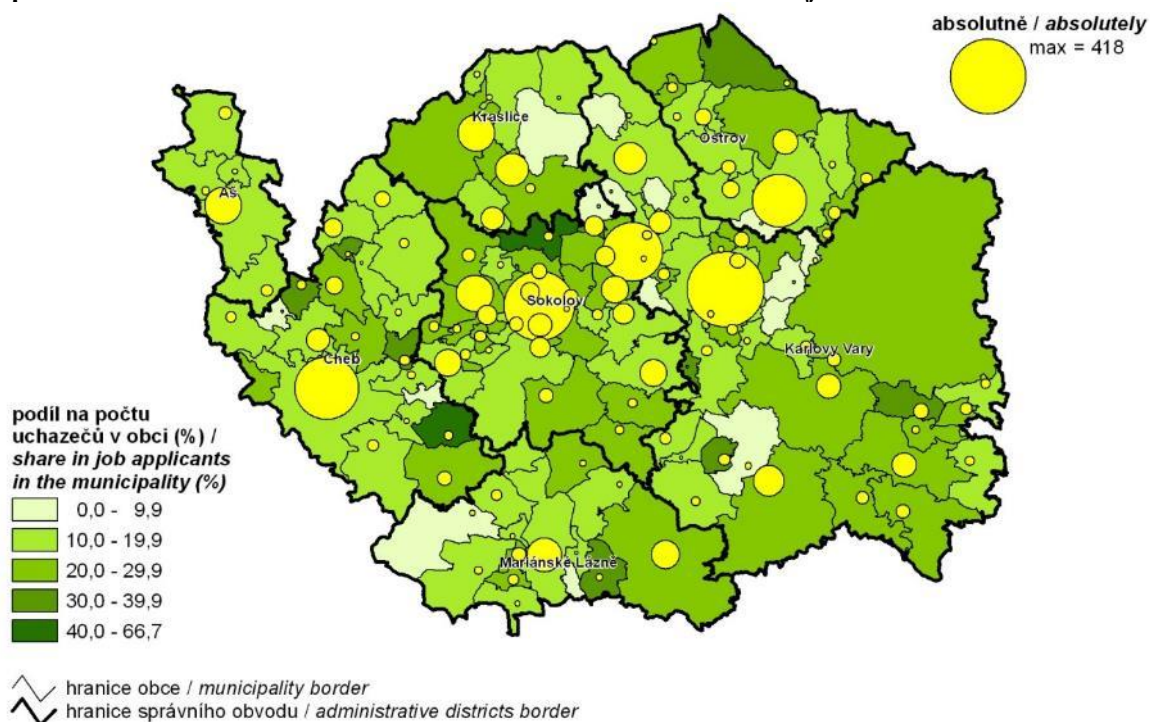 absolutně / absolutely
max = 418
Kraslice
Ostrov
Aš
Sokolov
Karlovy Vary
Cheb
Mariánské Lázně
podíl na počtu
uchazečů v obci (%) /
share in job applicants
in the municipality (%)
0,0 - 9,9
10,0 - 19,9
20,0 - 29,9
30,0 - 39,9
40,0 - 66,7
hranice obce / municipality border
hranice správního obvodu / administrative districts border